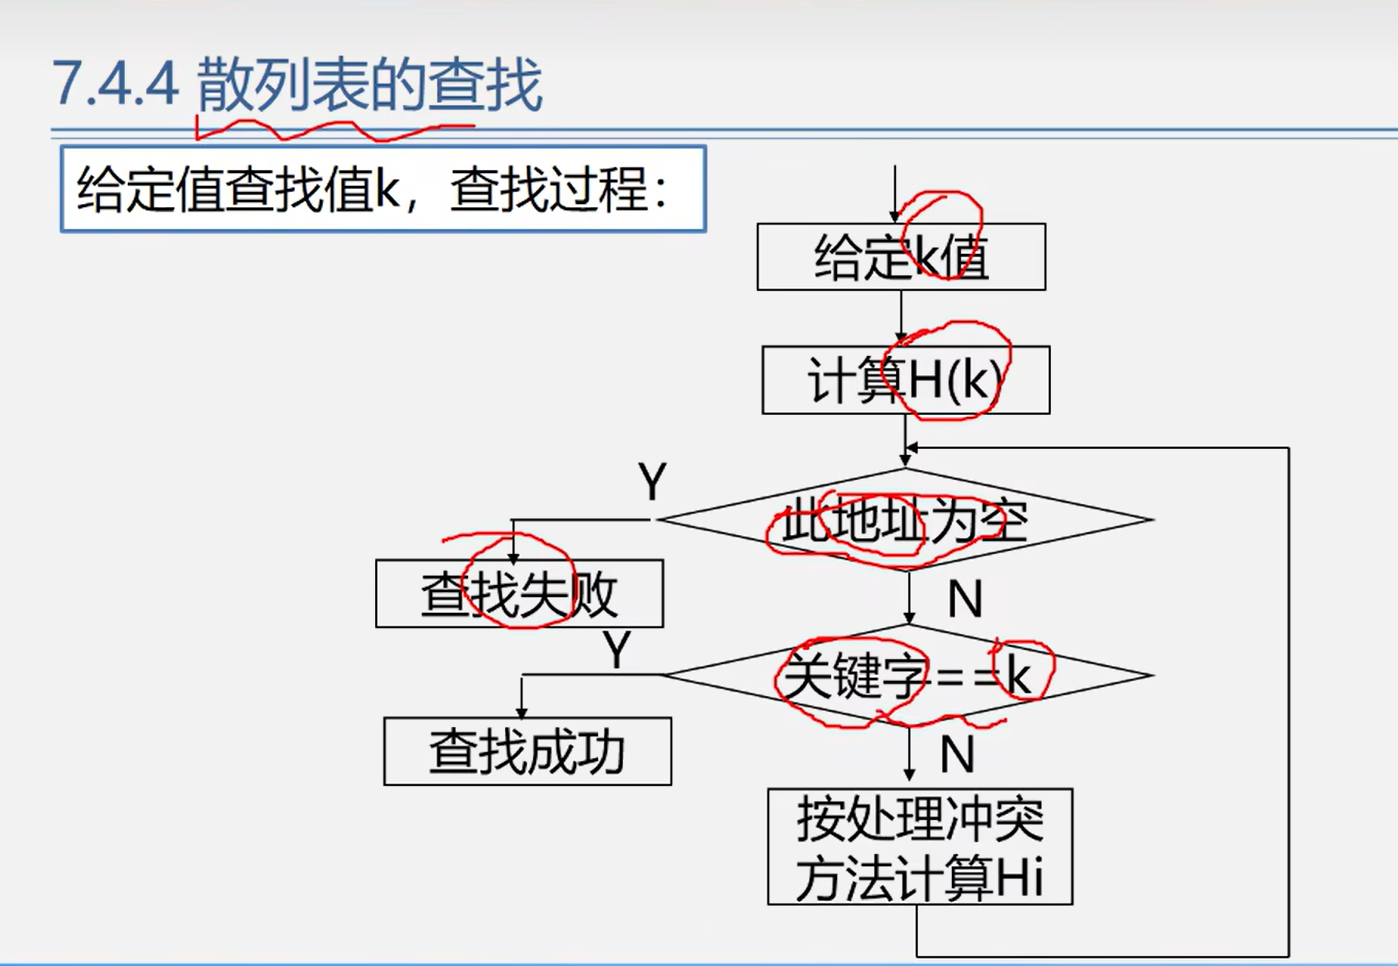 7.4.4 散列表的查找
给定值查找值k，查找过程：
给定k值
计算H(k)
Y
此地址为空
查找失败
N
Y
关键字==k
查找成功
N
按处理冲突
方法计算Hi